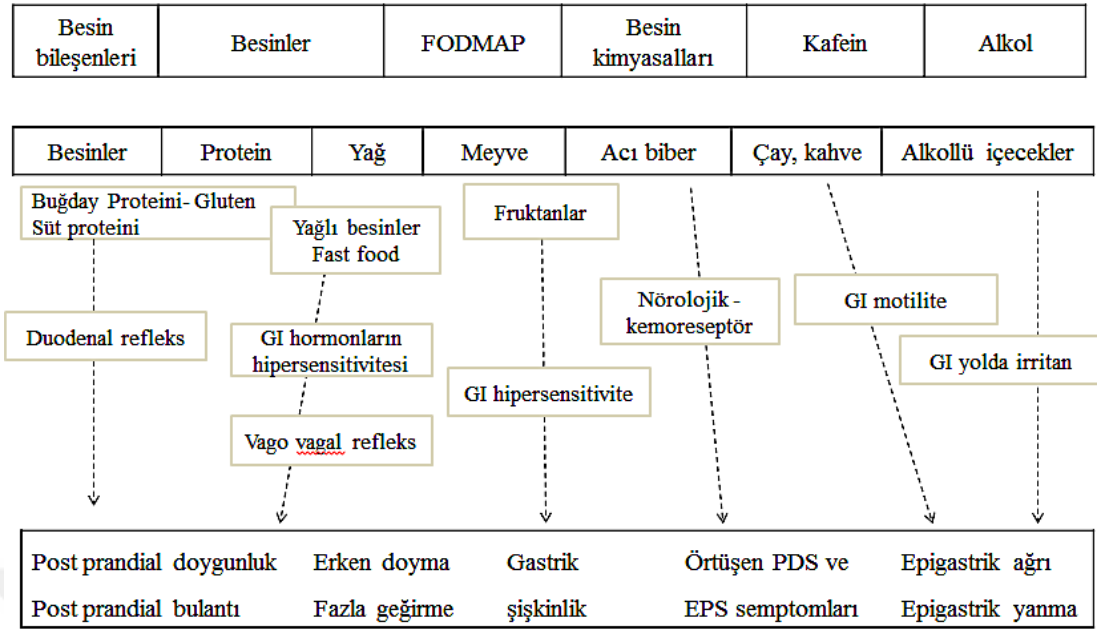 Besin
bileşenleri
Besinler
FODMAP
Besin
kimyasalları
Kafein
Alkol
Besinler
Protein
Yağ
Meyve
Acı biber
Çay, kahve
Alkollü içecekler
Buğday Proteini- Gluten
Süt proteini
Yağlı besinler
Fast food
Fruktanlar
Nörolojik -
kemoreseptör
GI motilite
Duodenal refleks
GI hormonların
hipersensitivitesi
GI yolda irritan
GI hipersensitivite
Vago vagal refleks
Post prandial doygunluk
Erken doyma
Gastrik
Örtüşen PDS ve
Epigastrik ağrı
Post prandial bulantı
Fazla geğirme
şişkinlik
EPS semptomları
Epigastrik yanma